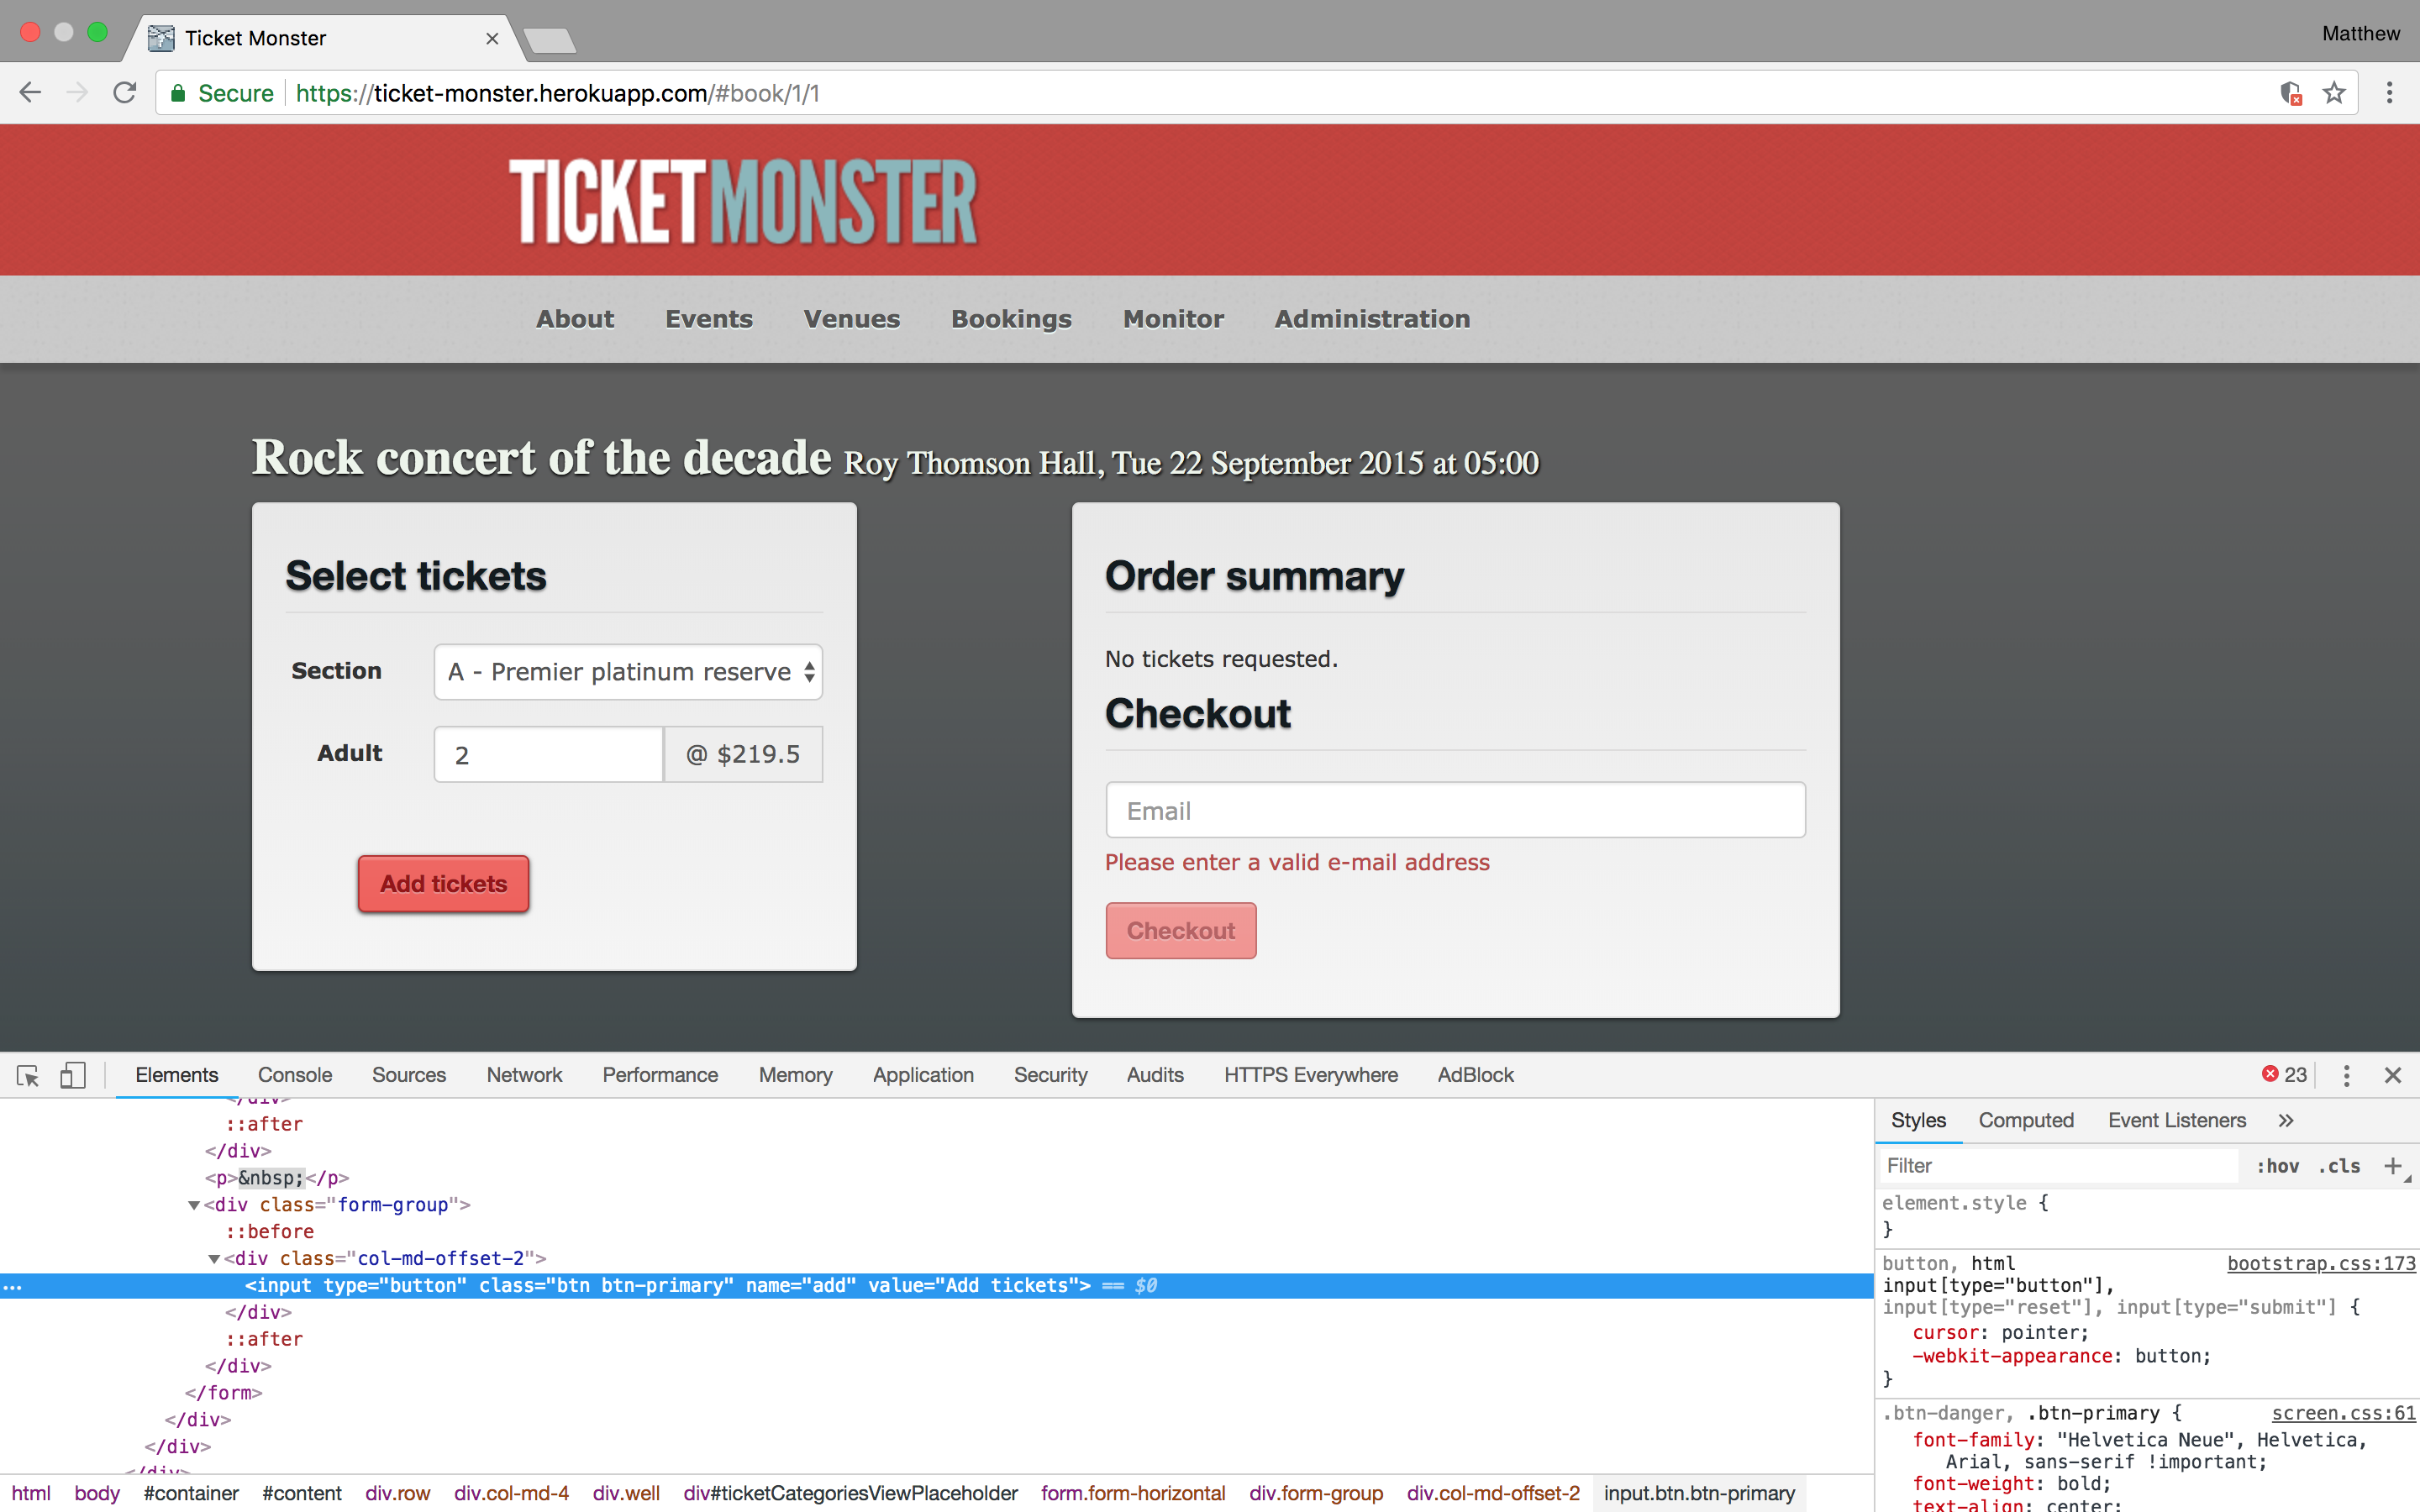 Ticket Monster
Matthew
Secure https://ticket-monster.herokuapp.com/#book/1/1
TICKETMONSTER
About Events Venues Bookings Monitor Administration
Rock concert of the decade Roy Thomson Hall, Tue 22 September 2015 at 05:00
Select tickets
Section A - Premier platinum reserve
Adult 2 @ $219.5
Add tickets
Order summary
No tickets requested.
Checkout
Email
Please enter a valid e-mail address
Checkout
Elements Console Sources Network Performance Memory Application Security Audits HTTPS Everywhere AdBlock 23
</div>
::after
</div>
<p>&nbsp;</p>
<div class="form-group">
::before
<div class="col-md-offset-2">
... <input type="button" class="btn btn-primary" name="add" value="Add tickets"> == $0
</div>
::after
</div>
</form>
</div>
</div>
</div>
html body #container #content div.row div.col-md-4 div.well div#ticketCategoriesViewPlaceholder form.form-horizontal div.form-group div.col-md-offset-2 input.btn.btn-primary
Styles Computed Event Listeners »
Filter :hov .cls +
element.style {
}
button, html bootstrap.css:173
input[type="button"],
input[type="reset"], input[type="submit"] {
cursor: pointer;
-webkit-appearance: button;
}
.btn-danger, .btn-primary { screen.css:61
font-family: "Helvetica Neue", Helvetica,
Arial, sans-serif !important;
font-weight: bold;
text-align: center;